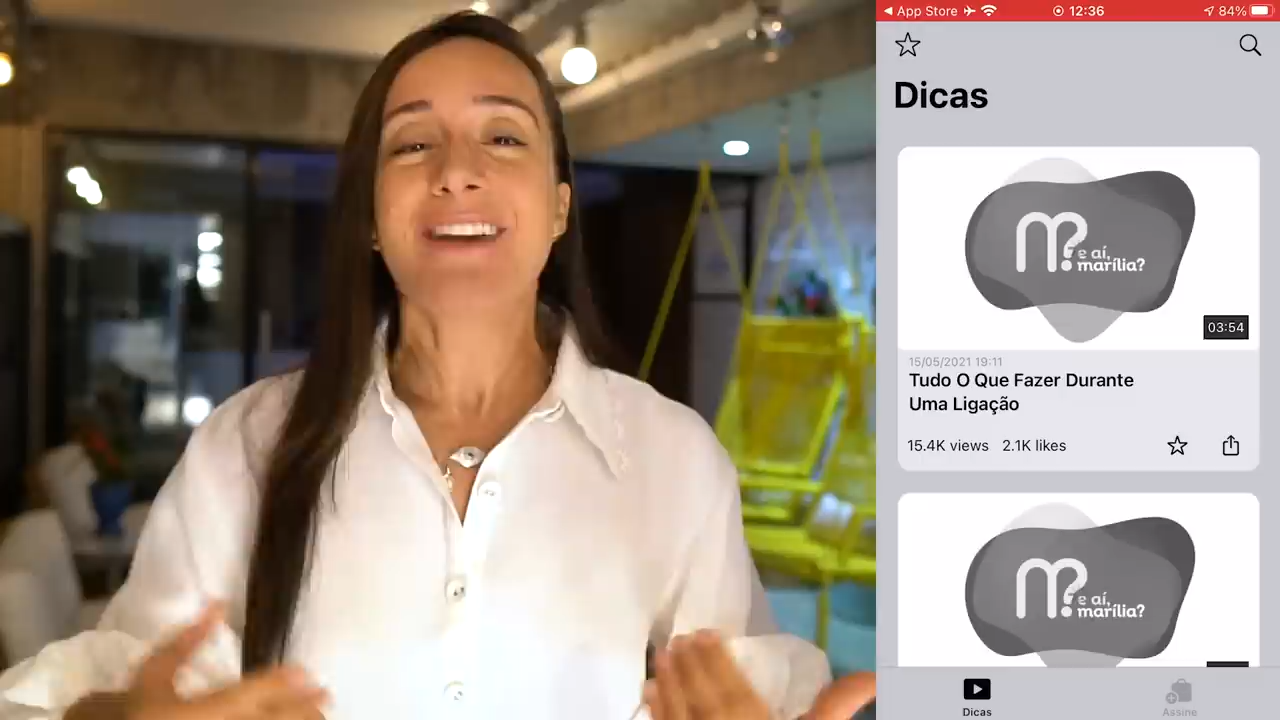 App Store
12:36
84%
Dicas
e aí,
marília?
03:54
15/05/2021 19:11
Tudo O Que Fazer Durante
Uma Ligação
15.4K views 2.1K likes
e aí,
marília?
Dicas
Assine